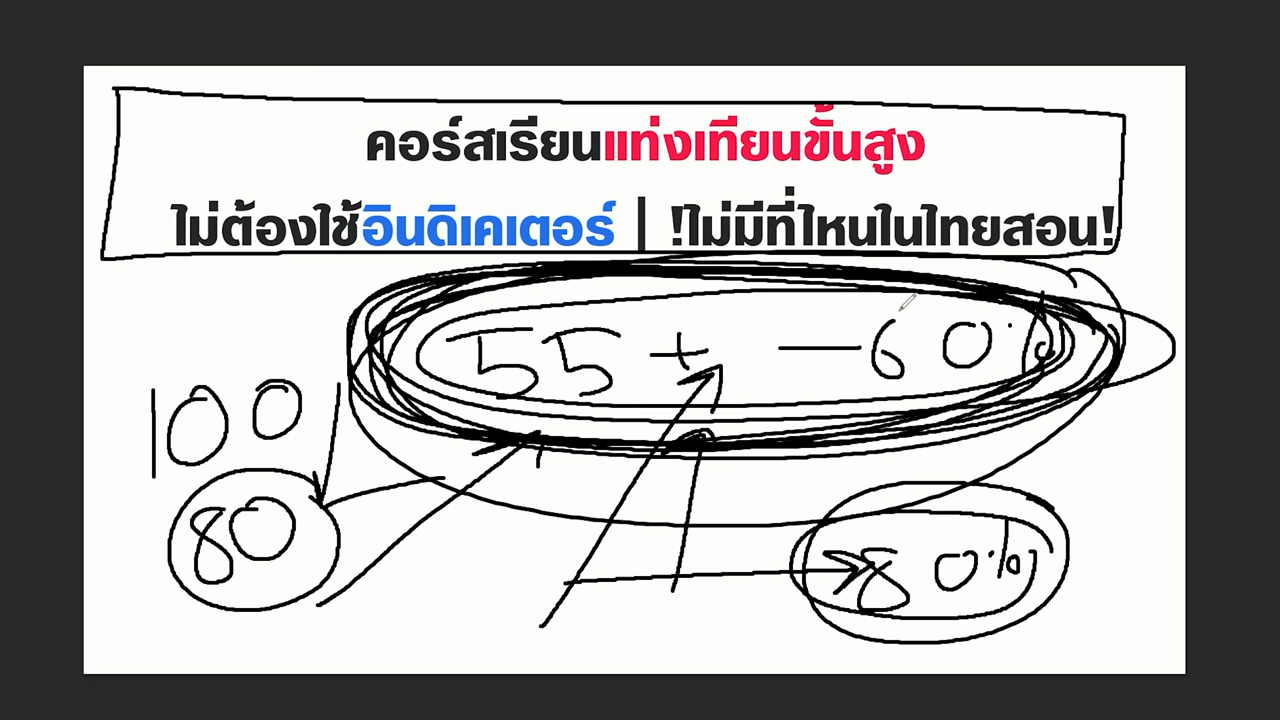 คอร์สเรียนแท่งเทียนขั้นสูง
ไม่ต้องใช้อินดิเคเตอร์ | !ไม่มีที่ไหนในไทยสอน!
55 + — 60%
100
80
80%